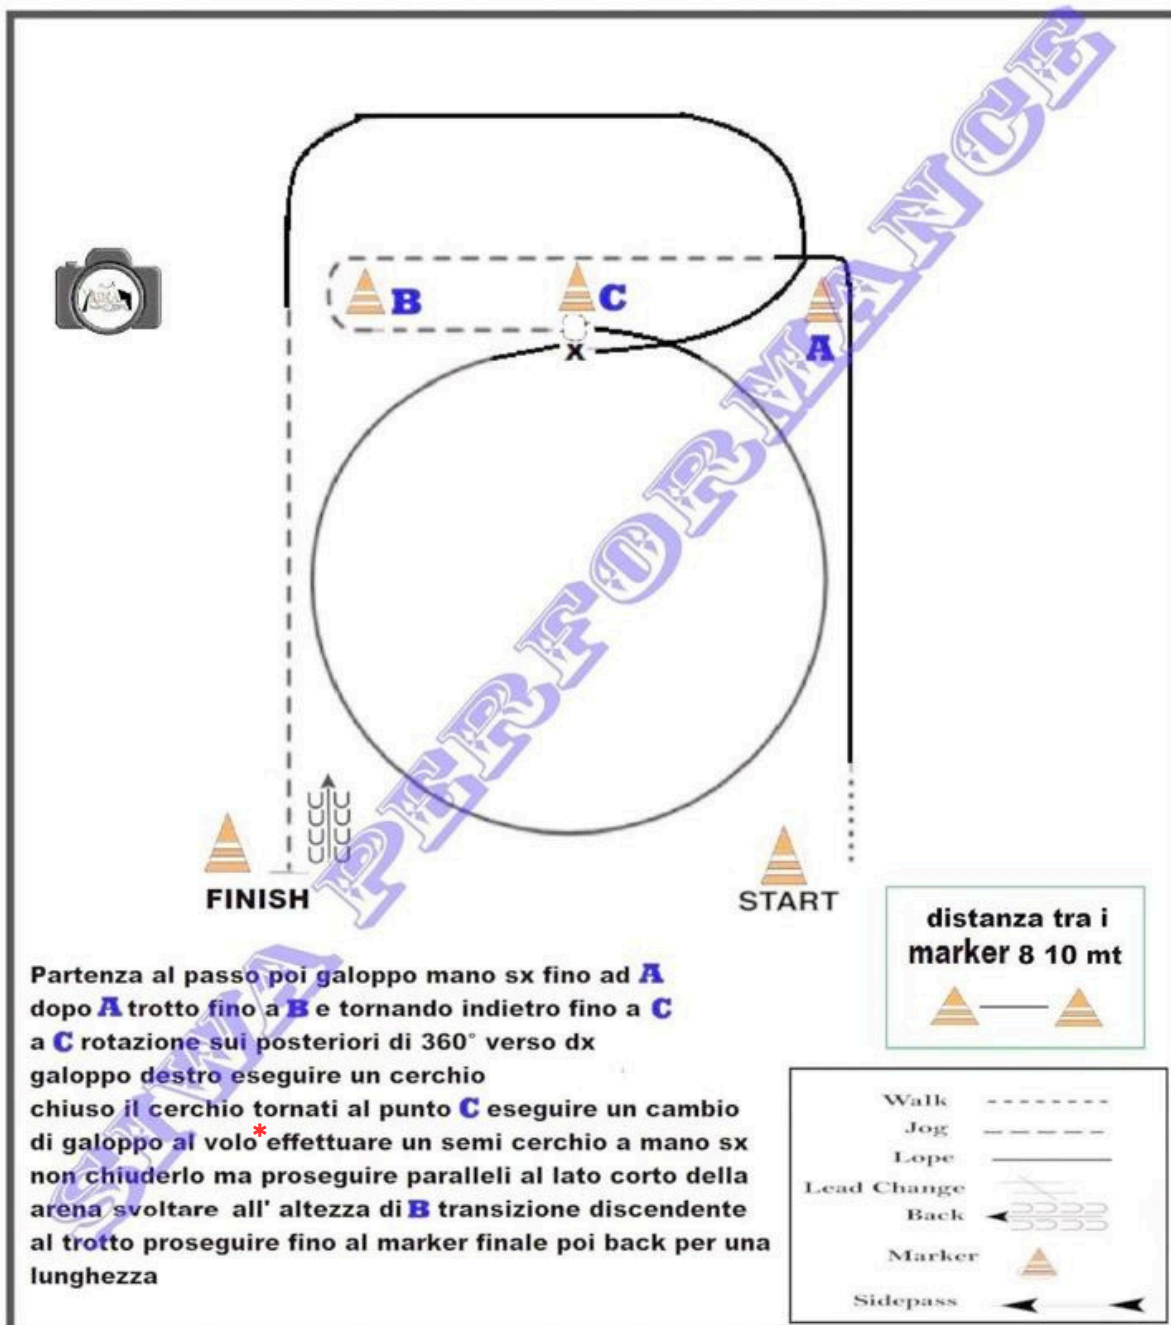 B
C
A
x
FINISH
START
distanza tra i
marker 8 10 mt
Partenza al passo poi galoppo mano sx fino ad A
dopo A trotto fino a B e tornando indietro fino a C
a C rotazione sui posteriori di 360° verso dx
galoppo destro eseguire un cerchio
chiuso il cerchio tornati al punto C eseguire un cambio
di galoppo al volo* effettuare un semi cerchio a mano sx
non chiuderlo ma proseguire paralleli al lato corto della
arena svoltare all' altezza di B transizione discendente
al trotto proseguire fino al marker finale poi back per una
lunghezza
Walk
Jog
Lope
Lead Change
Back
Marker
Sidepass
SIWA PERFORMANCE